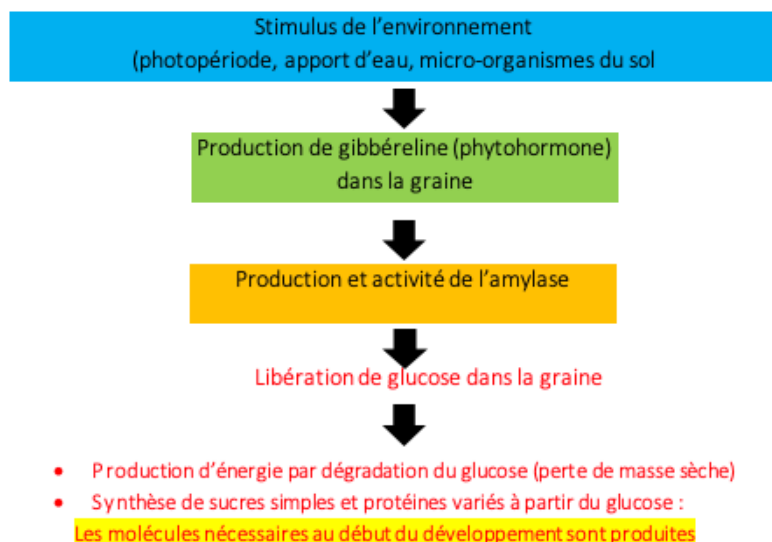 Stimulus de l'environnement
(photopériode, apport d'eau, micro-organismes du sol
Production de gibbéreline (phytohormone)
dans la graine
Production et activité de l'amylase
Libération de glucose dans la graine
• Production d'énergie par dégradation du glucose (perte de masse sèche)
• Synthèse de sucres simples et protéines variés à partir du glucose :
Les molécules nécessaires au début du développement sont produites